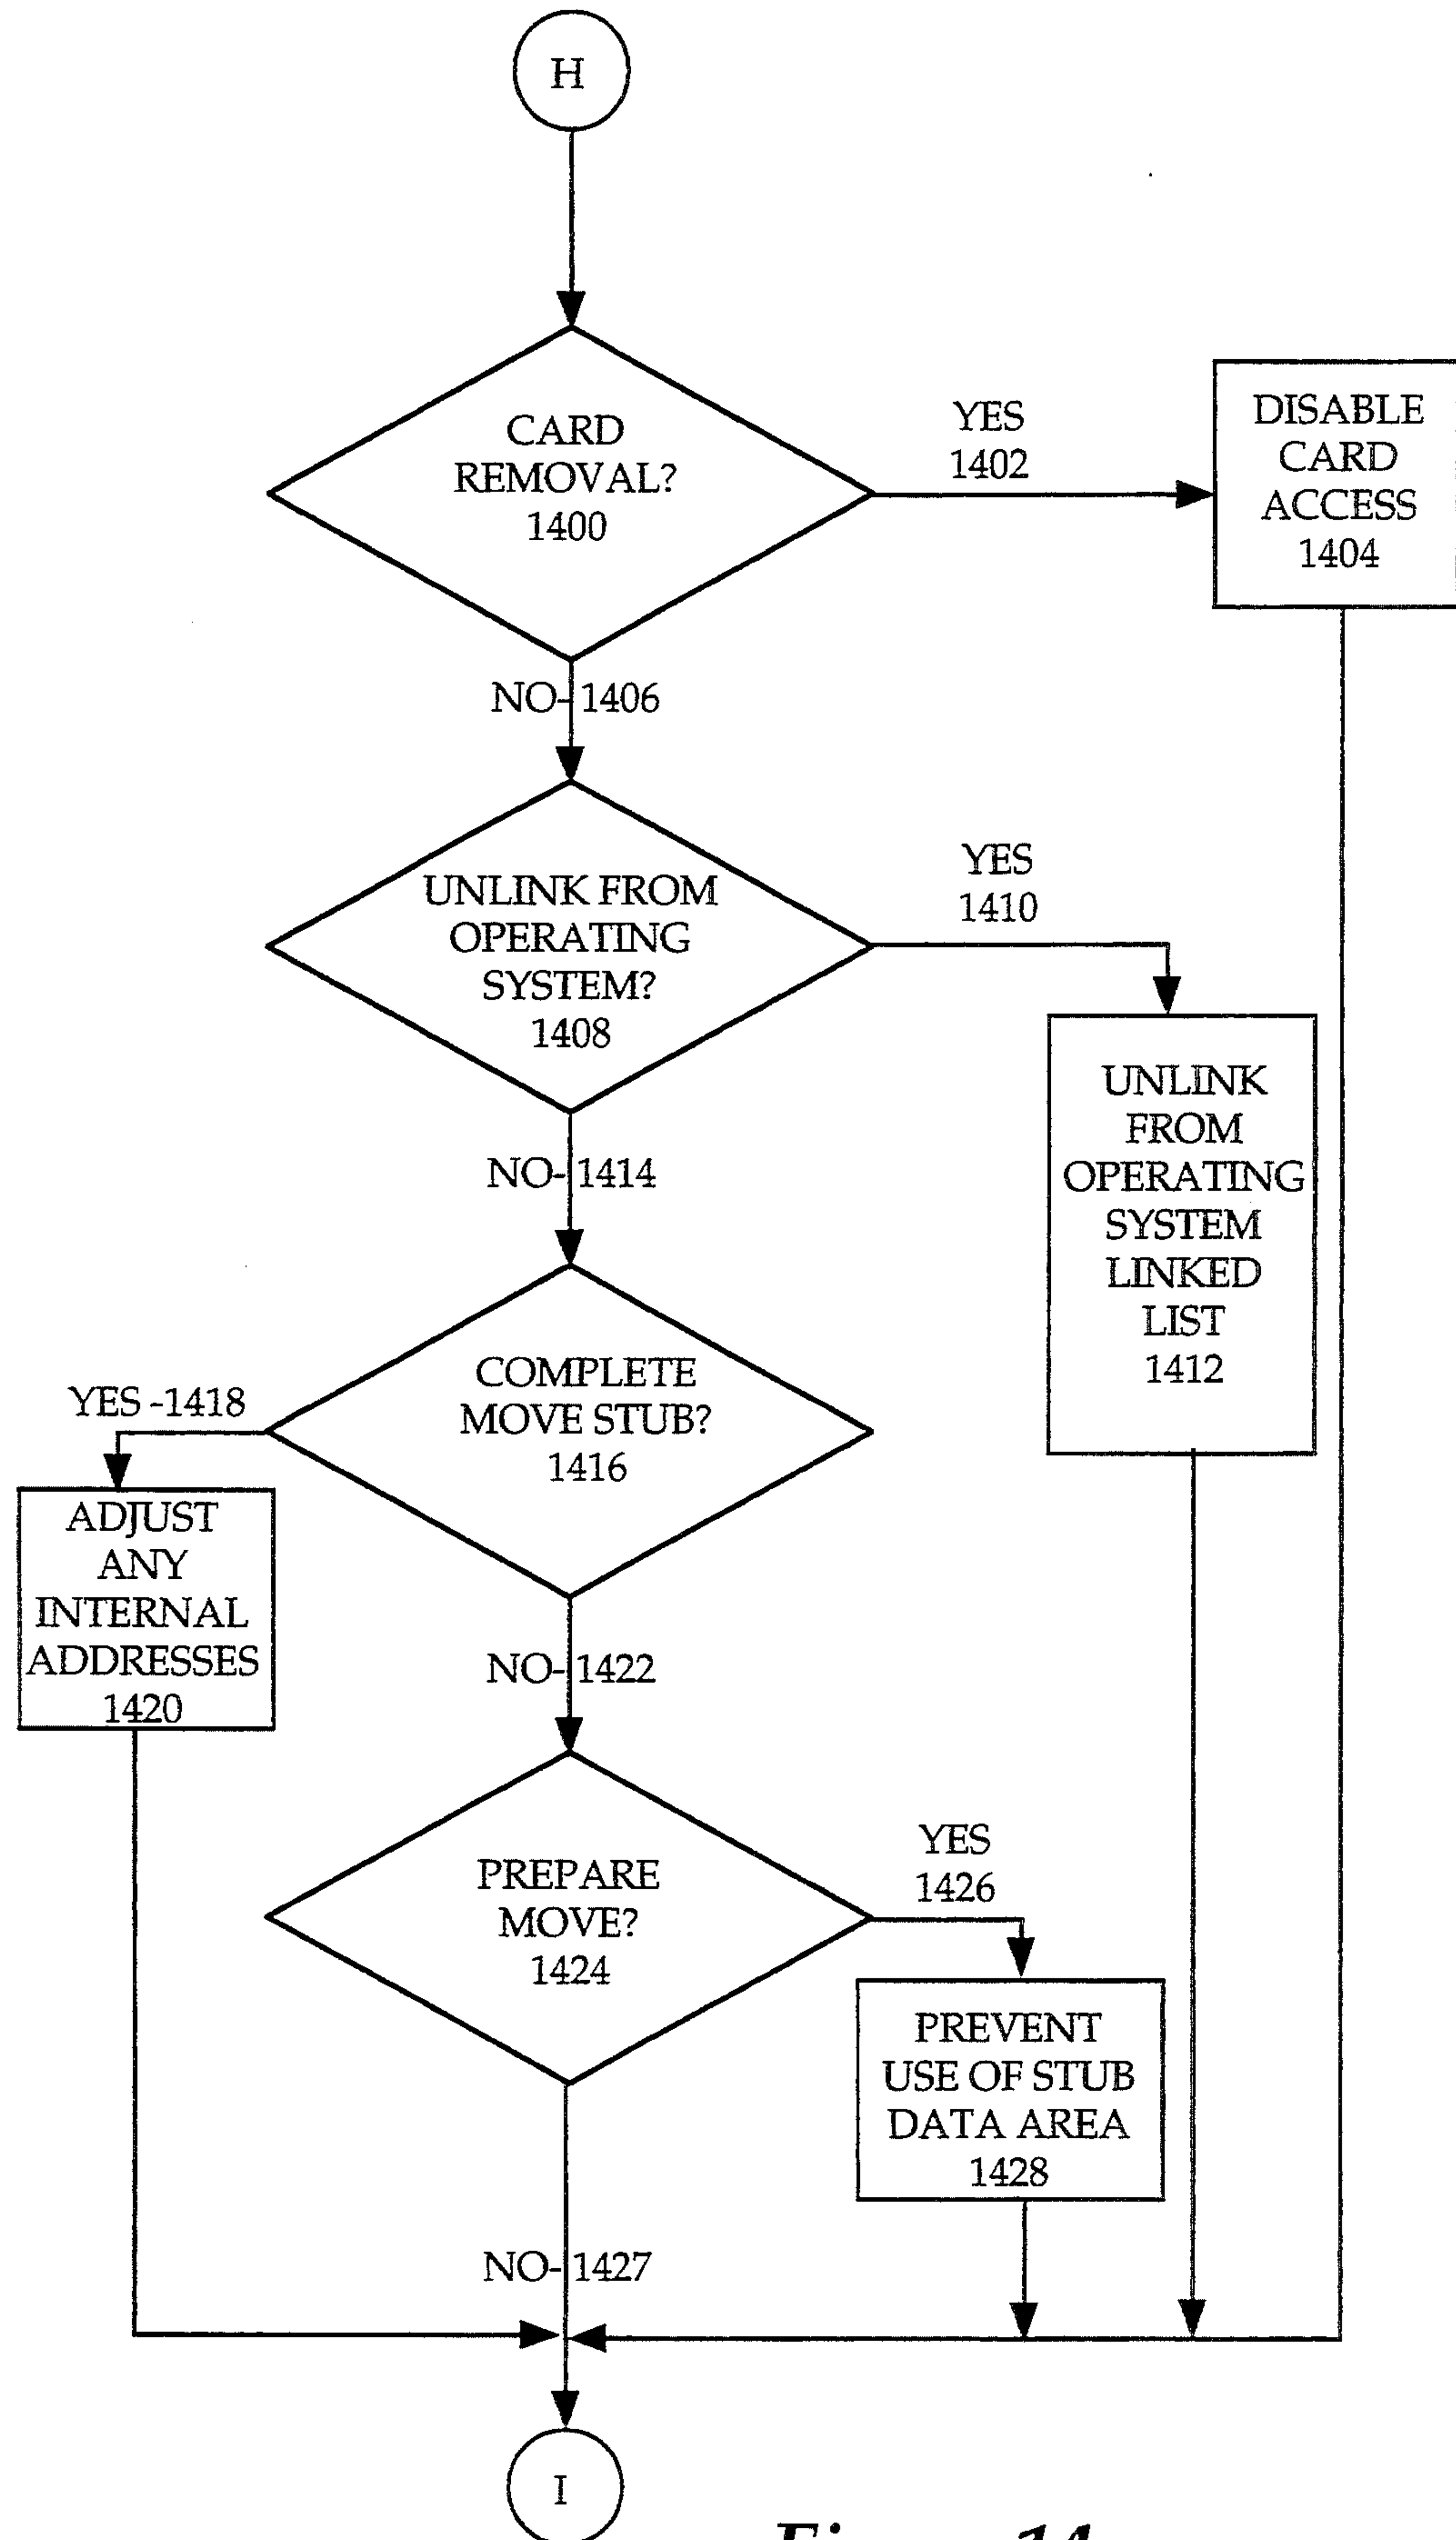 H
CARD
REMOVAL?
1400
YES
1402
DISABLE
CARD
ACCESS
1404
NO-1406
UNLINK FROM
OPERATING
SYSTEM?
1408
YES
1410
UNLINK
FROM
OPERATING
SYSTEM
LINKED
LIST
1412
NO-1414
COMPLETE
MOVE STUB?
1416
YES -1418
ADJUST
ANY
INTERNAL
ADDRESSES
1420
NO-1422
PREPARE
MOVE?
1424
YES
1426
PREVENT
USE OF STUB
DATA AREA
1428
NO-1427
I